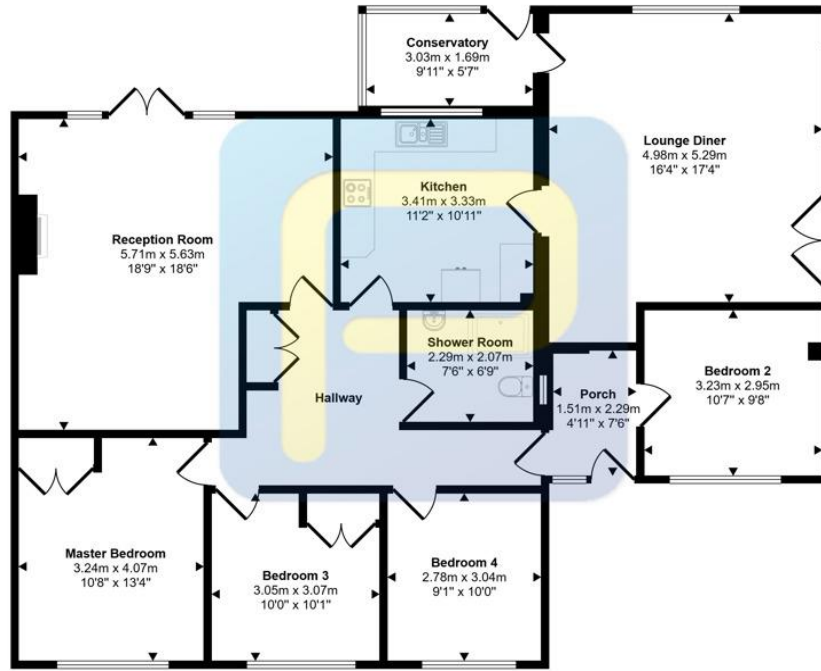 Conservatory
3.03m x 1.69m
9'11" x 5'7"
Lounge Diner
4.98m x 5.29m
16'4" x 17'4"
Kitchen
3.41m x 3.33m
11'2" x 10'11"
Reception Room
5.71m x 5.63m
18'9" x 18'6"
Shower Room
2.29m x 2.07m
7'6" x 6'9"
Bedroom 2
3.23m x 2.95m
10'7" x 9'8"
Porch
1.51m x 2.29m
4'11" x 7'6"
Hallway
Master Bedroom
3.24m x 4.07m
10'8" x 13'4"
Bedroom 3
3.05m x 3.07m
10'0" x 10'1"
Bedroom 4
2.78m x 3.04m
9'1" x 10'0"